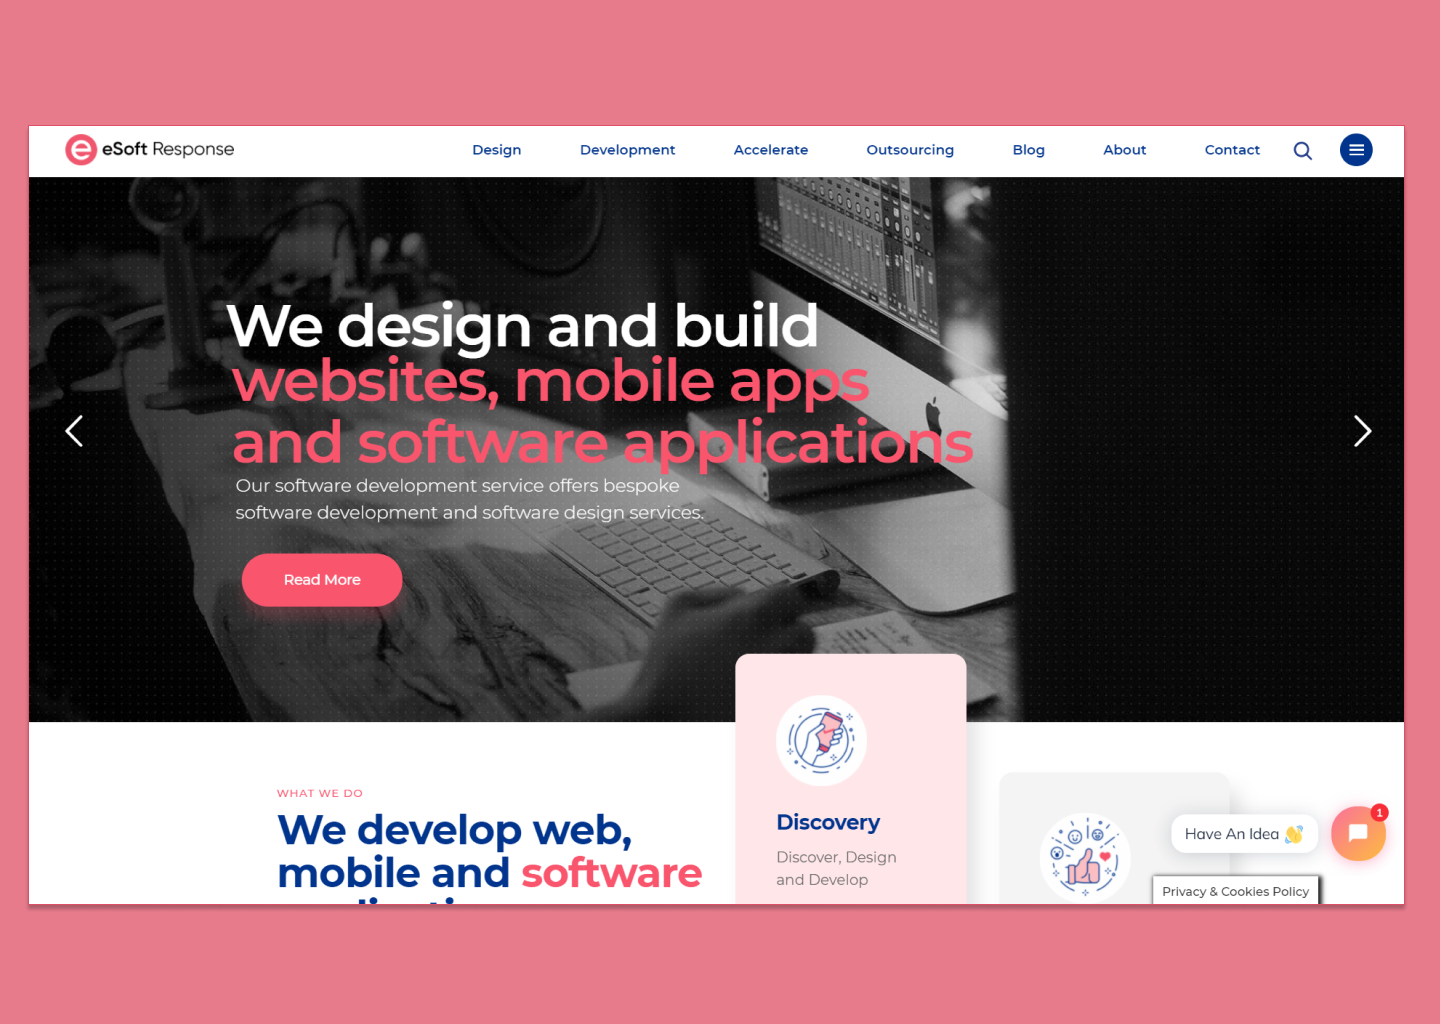 eSoft Response
Design Development Accelerate Outsourcing Blog About Contact
We design and build
websites, mobile apps
and software applications
Our software development service offers bespoke
software development and software design services.
Read More
WHAT WE DO
We develop web,
mobile and software
Discovery
Discover, Design
and Develop
Have An Idea 👋
1
Privacy & Cookies Policy